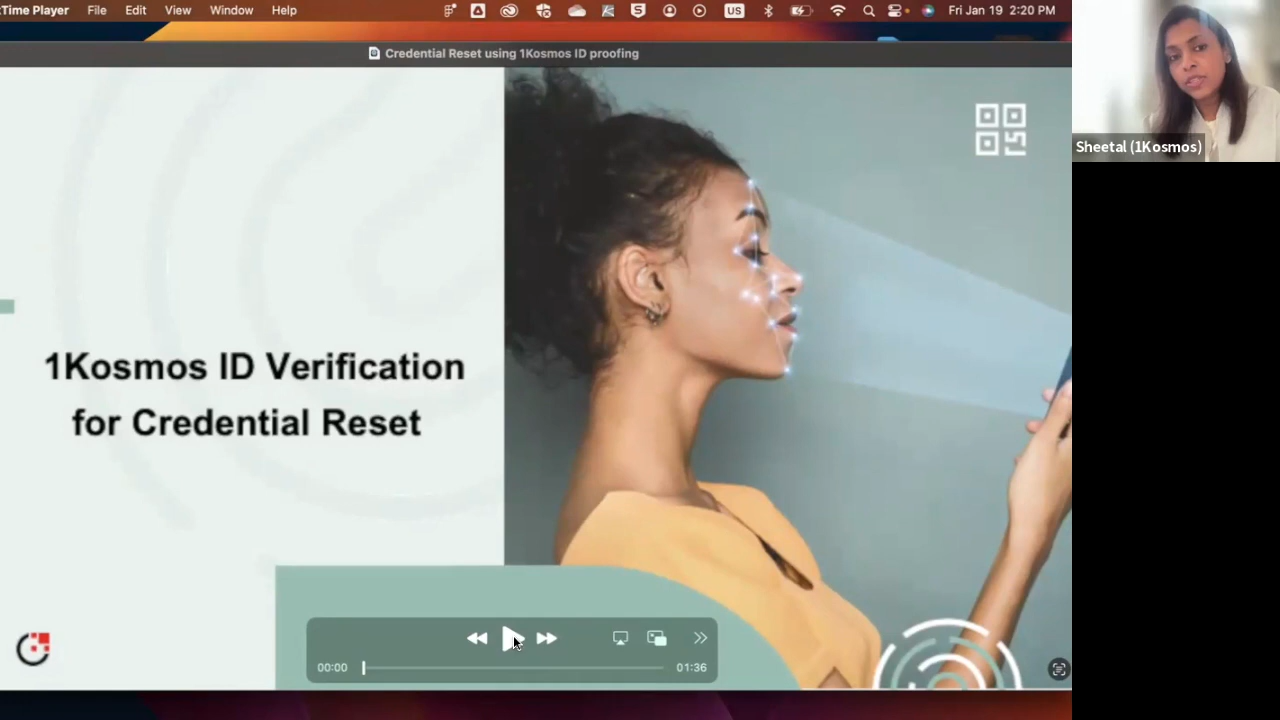 Time Player File Edit View Window Help US Fri Jan 19 2:20 PM
Credential Reset using 1Kosmos ID proofing
Sheetal (1Kosmos)
1Kosmos ID Verification
for Credential Reset
00:00 01:36